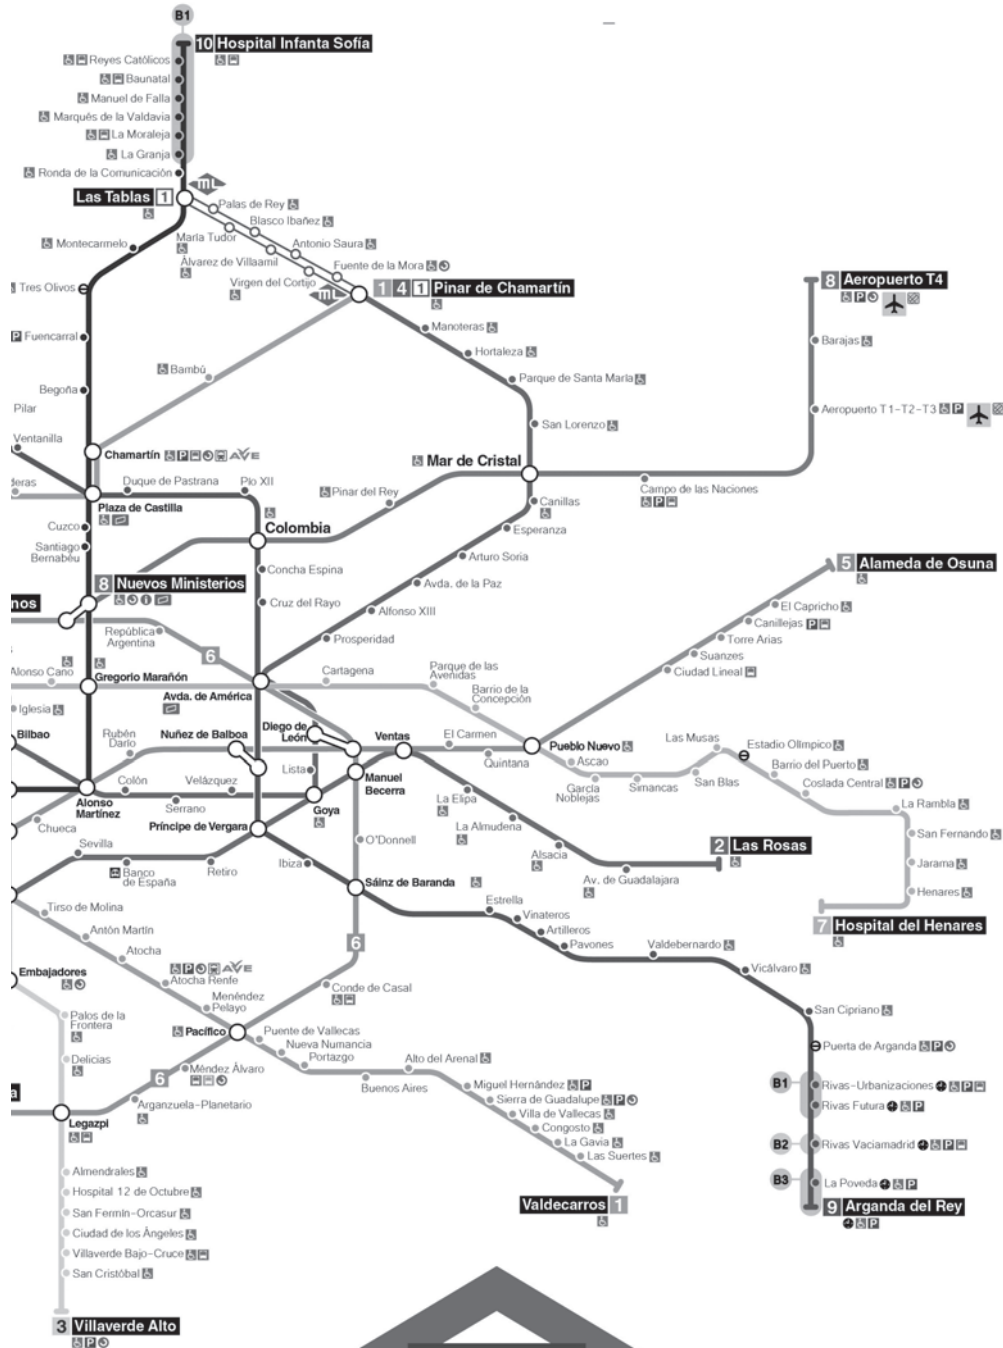 B1
10 Hospital Infanta Sofía
Reyes Católicos
Baunatal
Manuel de Falla
Marqués de la Valdavia
La Moraleja
La Granja
Ronda de la Comunicación
mL
Las Tablas 1
Palas de Rey
Blasco Ibañez
María Tudor
Antonio Saura
Montecarmelo
Álvarez de Villaamil
Fuente de la Mora
Virgen del Cortijo
mL
Tres Olivos
1 4 1 Pinar de Chamartín
8 Aeropuerto T4
P
Manoteras
P Fuencarral
Barajas
Hortaleza
Bambú
Parque de Santa María
Begoña
Pilar
Aeropuerto T1-T2-T3 P
San Lorenzo
Ventanilla
Chamartín P AVE
Mar de Cristal
deras
Duque de Pastrana
Pío XII
Pinar del Rey
Campo de las Naciones
P
Plaza de Castilla
Canillas
Cuzco
Colombia
Esperanza
Santiago
Bernabéu
Arturo Soria
5 Alameda de Osuna
Concha Espina
8 Nuevos Ministerios
Avda. de la Paz
nos
Cruz del Rayo
Alfonso XIII
El Capricho
Canillejas P
República
Argentina
Prosperidad
Torre Arias
6
Suanzes
Alonso Cano
Gregorio Marañón
Cartagena
Parque de las
Avenidas
Ciudad Lineal
Avda. de América
Barrio de la
Concepción
Iglesia
Bilbao
Rubén
Darío
Nuñez de Balboa
Diego de
León
Ventas
El Carmen
Pueblo Nuevo
Las Musas
Estadio Olímpico
Quintana
Ascao
Barrio del Puerto
Lista
Colón
Velázquez
Manuel
Becerra
García
Noblejas
Simancas
San Blas
Coslada Central P
Alonso
Martínez
Serrano
Goya
La Elipa
La Rambla
Chueca
Príncipe de Vergara
La Almudena
San Fernando
Sevilla
O'Donnell
2 Las Rosas
Banco
de España
Retiro
Ibiza
Alsacia
Jarama
Av. de Guadalajara
Sáinz de Baranda
Henares
Tirso de Molina
Estrella
Vinateros
7 Hospital del Henares
Antón Martín
Artilleros
Atocha
6
Pavones
Valdebernardo
Embajadores
P AVE
Atocha Renfe
Vicálvaro
Conde de Casal
Menéndez
Pelayo
San Cipriano
Palos de la
Frontera
Pacífico
Puente de Vallecas
Nueva Numancia
Puerta de Arganda P
Delicias
Portazgo
Alto del Arenal
Méndez Álvaro
6
Buenos Aires
Miguel Hernández P
B1
Rivas-Urbanizaciones P
a
Arganzuela-Planetario
Sierra de Guadalupe P
Rivas Futura P
Villa de Vallecas
Legazpi
Congosto
La Gavia
B2
Rivas Vaciamadrid P
Las Suertes
Almendrales
B3
La Poveda P
Hospital 12 de Octubre
Valdecarros 1
9 Arganda del Rey
P
San Fermín-Orcasur
Ciudad de los Ángeles
Villaverde Bajo-Cruce
San Cristóbal
3 Villaverde Alto
P